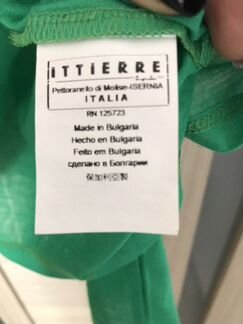 ITTIERRE
Pettoranello di Molise-ISERNIA
ITALIA
RN 125723
Made in Bulgaria
Hecho en Bulgaria
Feito em Bulgaria
сделано в Болгарии
保加利亞製